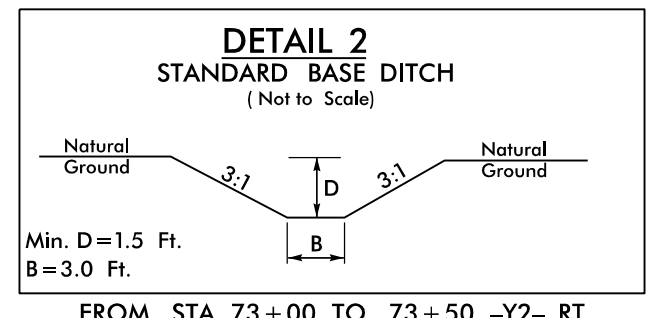 DETAIL 2
STANDARD BASE DITCH
( Not to Scale)
Natural
Ground
3:1
D
3:1
Natural
Ground
B
Min. D=1.5 Ft.
B=3.0 Ft.
FROM STA 73+00 TO 73+50 -Y2- RT